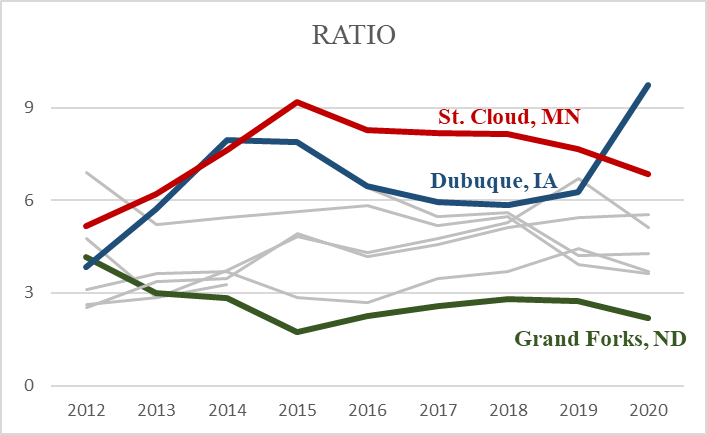 RATIO
9
St. Cloud, MN
6
Dubuque, IA
3
Grand Forks, ND
0
2012 2013 2014 2015 2016 2017 2018 2019 2020